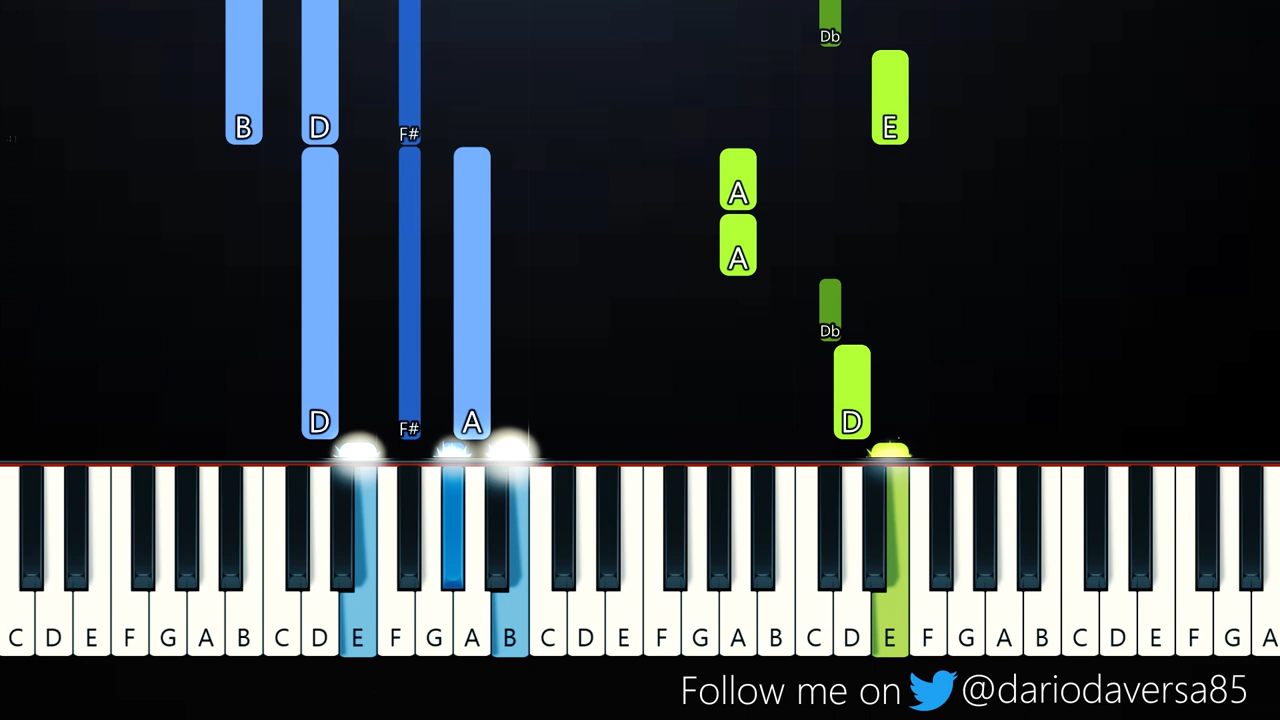 Db
B D F# E
A
A
Db
D F# A D
C D E F G A B C D E F G A B C D E F G A B C D E F G A B C D E F G A
Follow me on @dariodaversa85